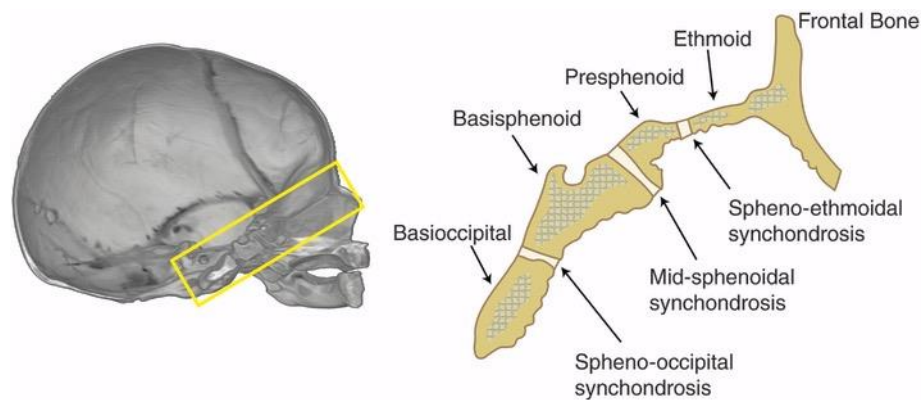 Frontal Bone
Ethmoid
Presphenoid
Basisphenoid
Basioccipital
Spheno-ethmoidal
synchondrosis
Mid-sphenoidal
synchondrosis
Spheno-occipital
synchondrosis